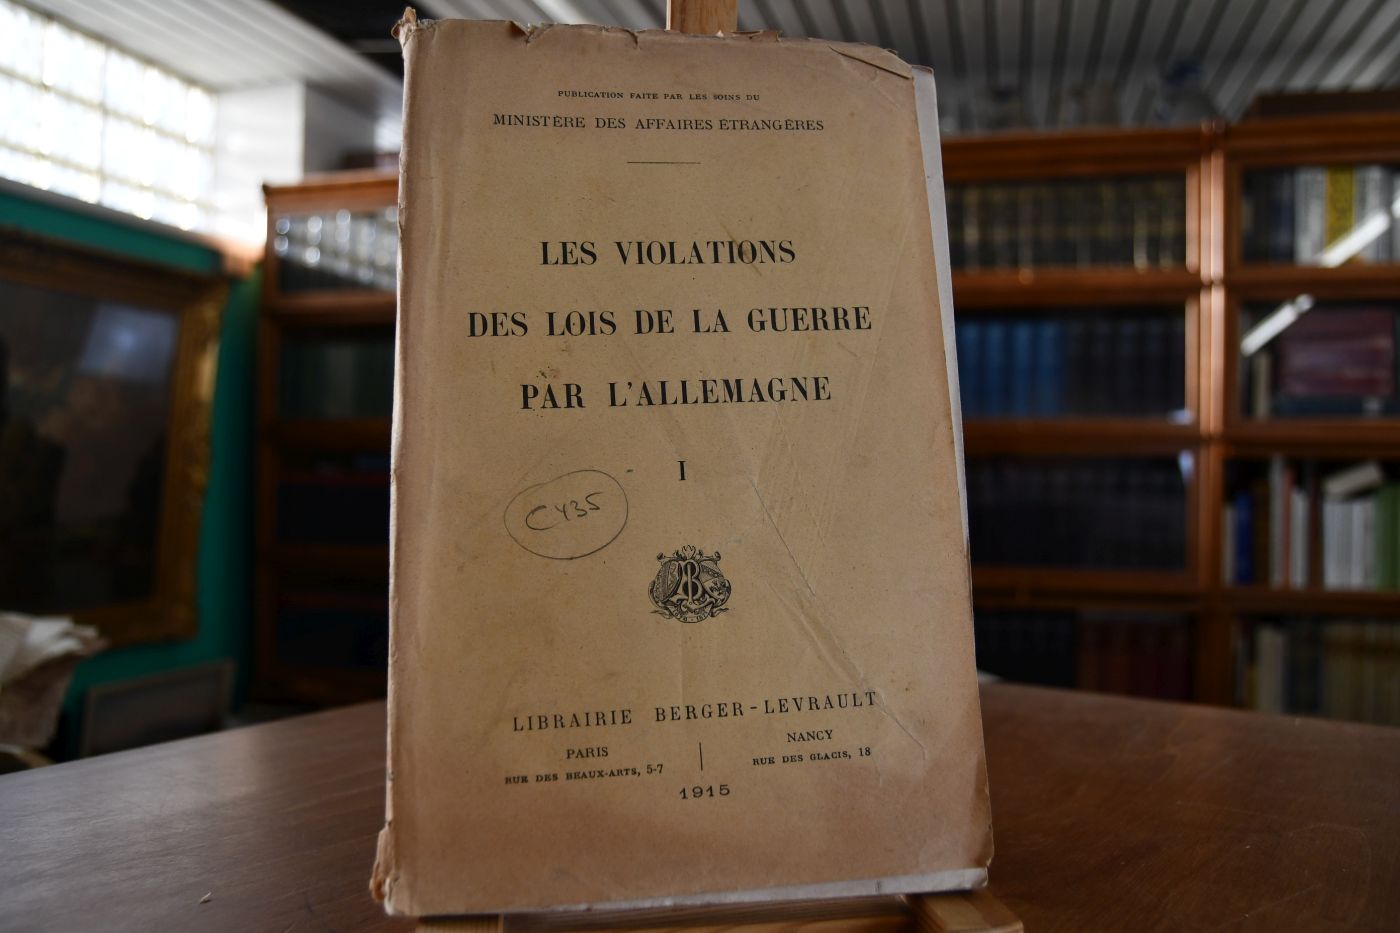 PUBLICATION FAITE PAR LES SOINS DU
MINISTÈRE DES AFFAIRES ÉTRANGÈRES
LES VIOLATIONS
DES LOIS DE LA GUERRE
PAR L'ALLEMAGNE
I
C435
LIBRAIRIE BERGER-LEVRAULT
PARIS
RUE DES BEAUX-ARTS, 5-7
NANCY
RUE DES GLACIS, 18
1915